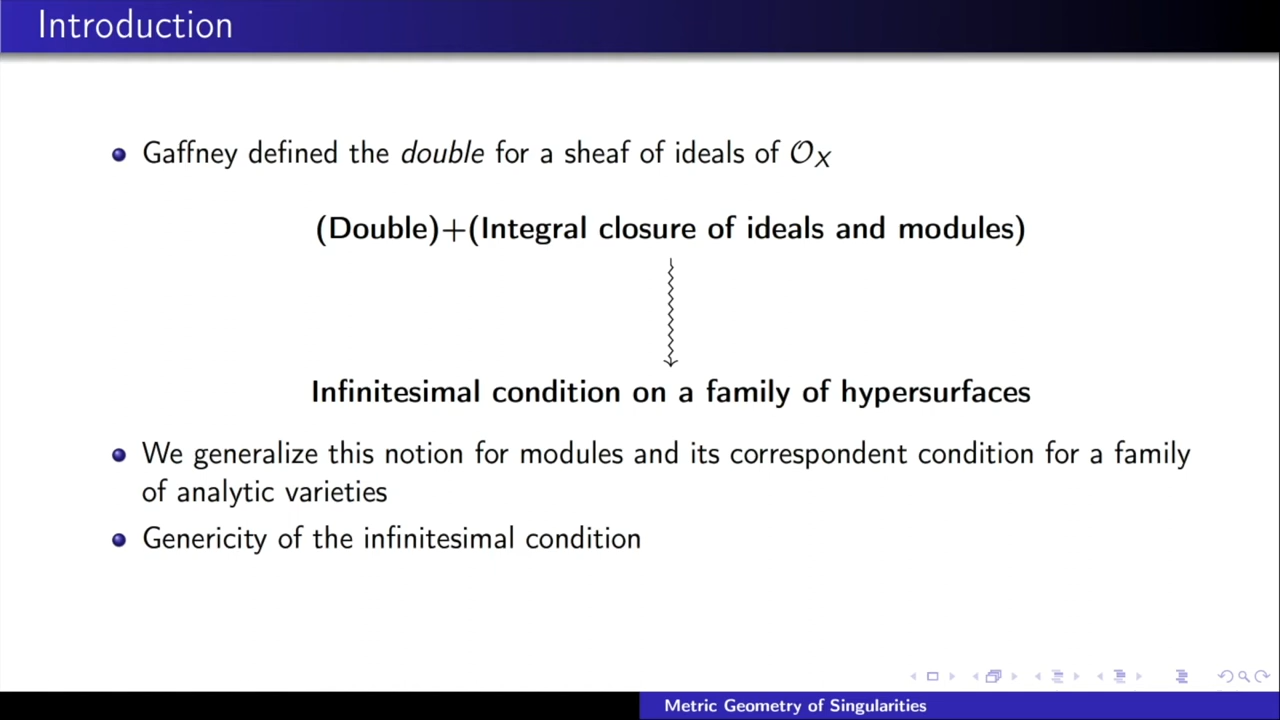 Introduction
Gaffney defined the double for a sheaf of ideals of 𝒪X
(Double)+(Integral closure of ideals and modules)
Infinitesimal condition on a family of hypersurfaces
We generalize this notion for modules and its correspondent condition for a family
of analytic varieties
Genericity of the infinitesimal condition
Metric Geometry of Singularities